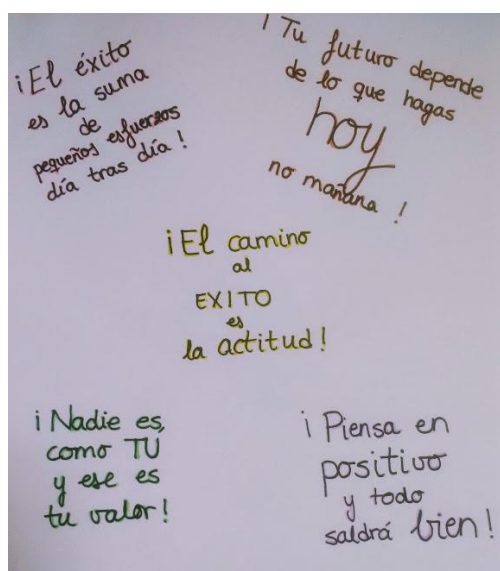 ¡El éxito
es la suma
de
pequeños esfuerzos
día tras día!
¡Tu futuro depende
de lo que hagas
hoy
no mañana!
¡El camino
al
EXITO
es
la actitud!
¡Nadie es,
como TU
y ese es
tu valor!
¡Piensa en
positivo
y todo
saldrá bien!